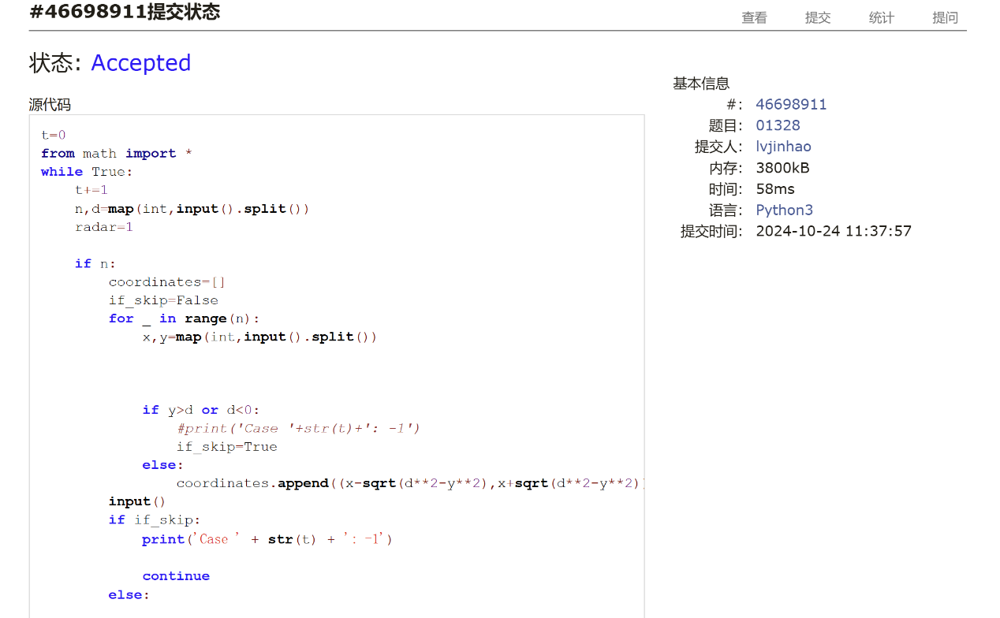 #46698911提交状态
查看 提交 统计 提问
状态: Accepted
源代码
t=0
from math import *
while True:
    t+=1
    n,d=map(int,input().split())
    radar=1
    if n:
        coordinates=[]
        if_skip=False
        for _ in range(n):
            x,y=map(int,input().split())
            if y>d or d<0:
                #print('Case '+str(t)+': -1')
                if_skip=True
            else:
                coordinates.append((x-sqrt(d**2-y**2),x+sqrt(d**2-y**2)
        input()
        if if_skip:
            print('Case ' + str(t) + ': -1')
            continue
        else:
基本信息
#: 46698911
题目: 01328
提交人: lvjinhao
内存: 3800kB
时间: 58ms
语言: Python3
提交时间: 2024-10-24 11:37:57